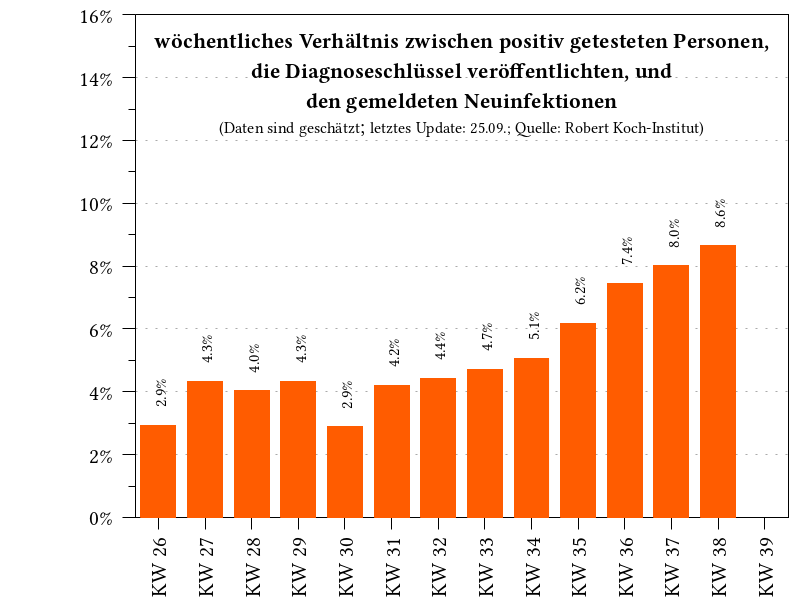 wöchentliches Verhältnis zwischen positiv getesteten Personen,
die Diagnoseschlüssel veröffentlichten, und
den gemeldeten Neuinfektionen
(Daten sind geschätzt; letztes Update: 25.09.; Quelle: Robert Koch-Institut)
16%
14%
12%
10%
8%
6%
4%
2%
0%
2.9%
4.3%
4.0%
4.3%
2.9%
4.2%
4.4%
4.7%
5.1%
6.2%
7.4%
8.0%
8.6%
KW 26
KW 27
KW 28
KW 29
KW 30
KW 31
KW 32
KW 33
KW 34
KW 35
KW 36
KW 37
KW 38
KW 39